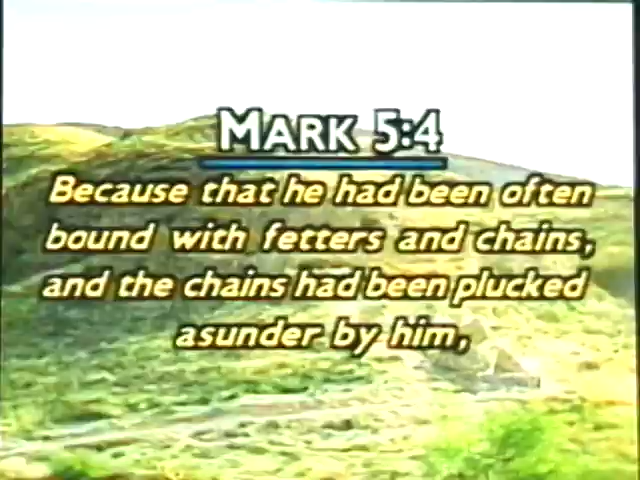 MARK 5:4
Because that he had been often
bound with fetters and chains,
and the chains had been plucked
asunder by him,